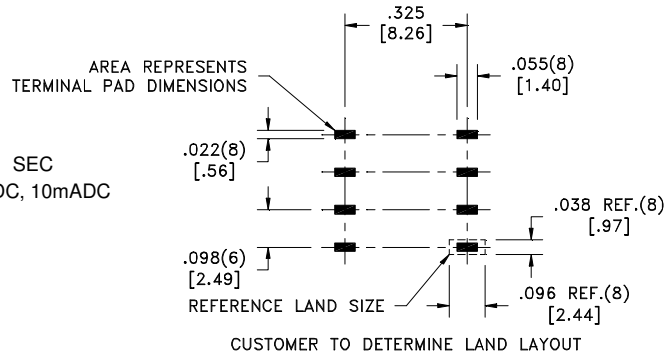 .325
[8.26]
AREA REPRESENTS
TERMINAL PAD DIMENSIONS
.055(8)
[1.40]
.022(8)
[.56]
SEC
DC, 10mADC
.038 REF.(8)
[.97]
.098(6)
[2.49]
REFERENCE LAND SIZE
.096 REF.(8)
[2.44]
CUSTOMER TO DETERMINE LAND LAYOUT